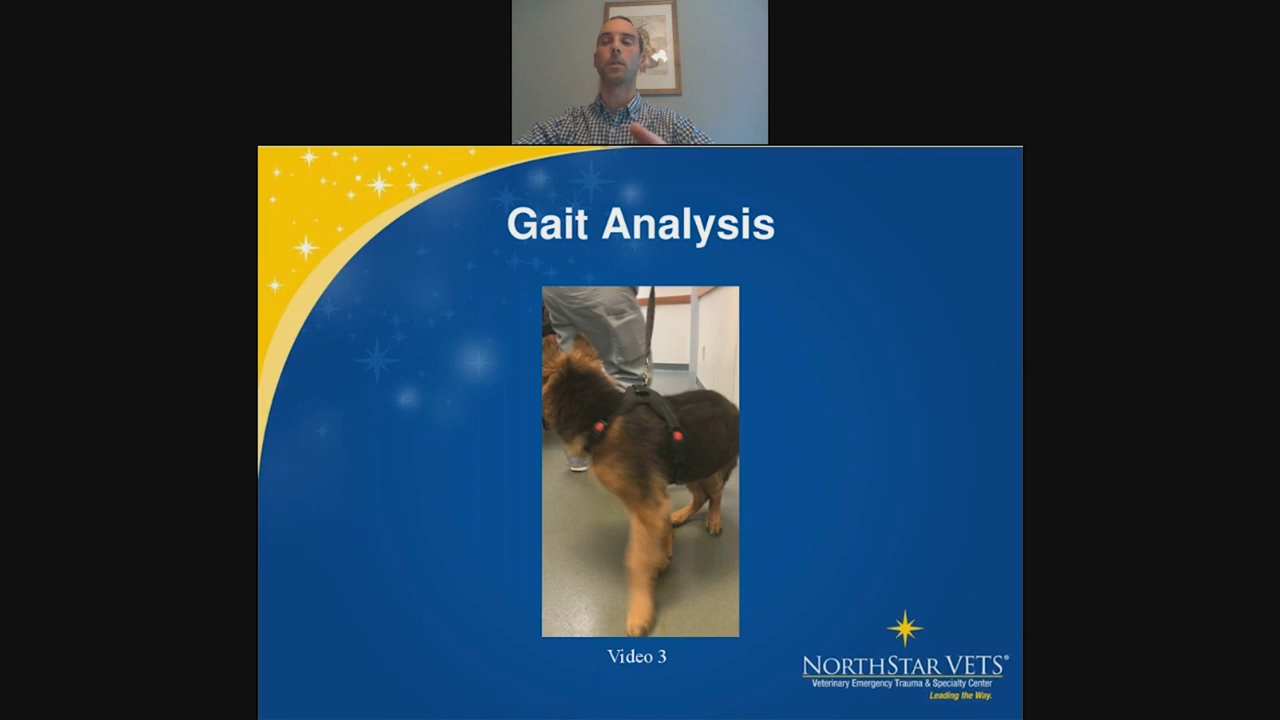 Gait Analysis
Video 3
NORTHSTAR VETS®
Veterinary Emergency Trauma & Specialty Center
Leading the Way.